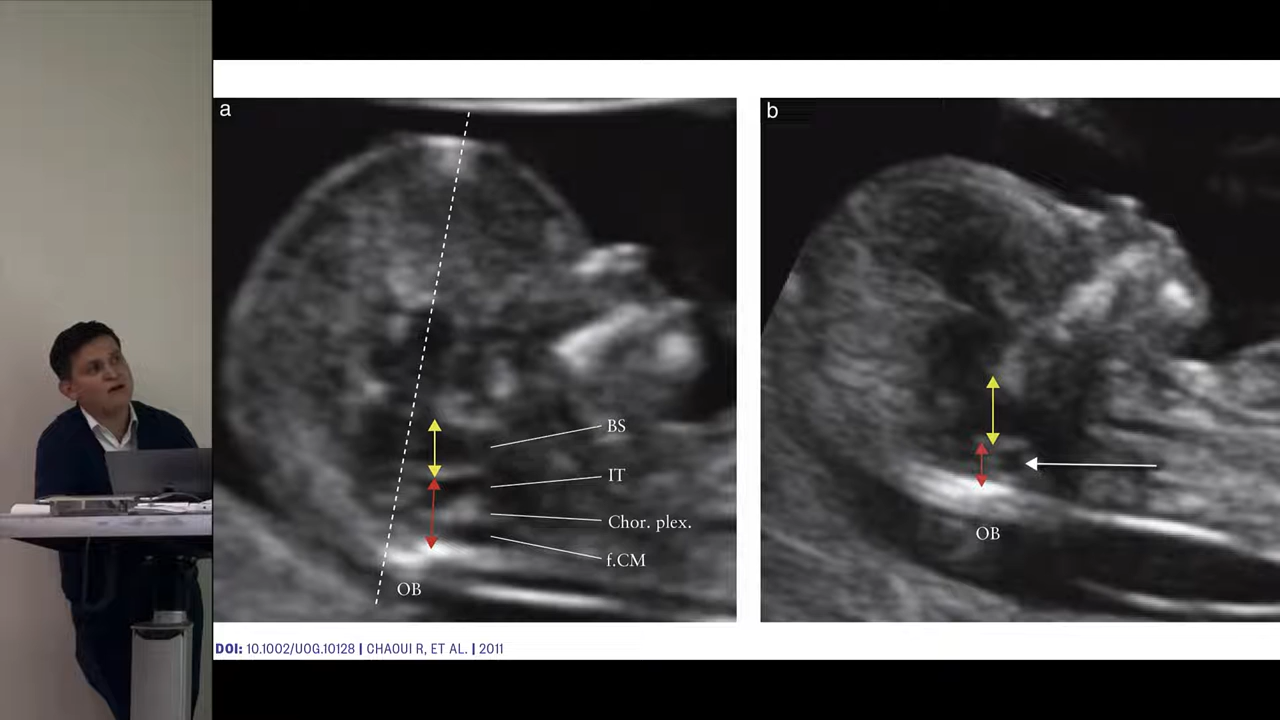 a
b
BS
IT
Chor. plex.
f.CM
OB
OB
DOI: 10.1002/UOG.10128 | CHAOUI R, ET AL. | 2011